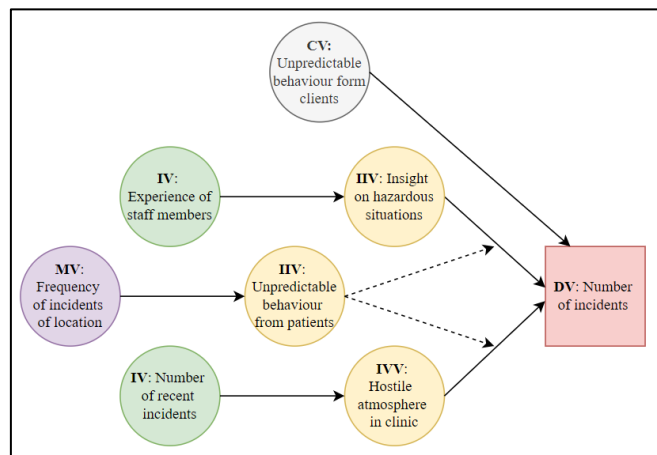 CV:
Unpredictable
behaviour form
clients
IV:
Experience of
staff members
IIV: Insight
on hazardous
situations
MV:
Frequency
of incidents
of location
IIV:
Unpredictable
behaviour
from patients
DV: Number
of incidents
IV: Number
of recent
incidents
IVV:
Hostile
atmosphere
in clinic